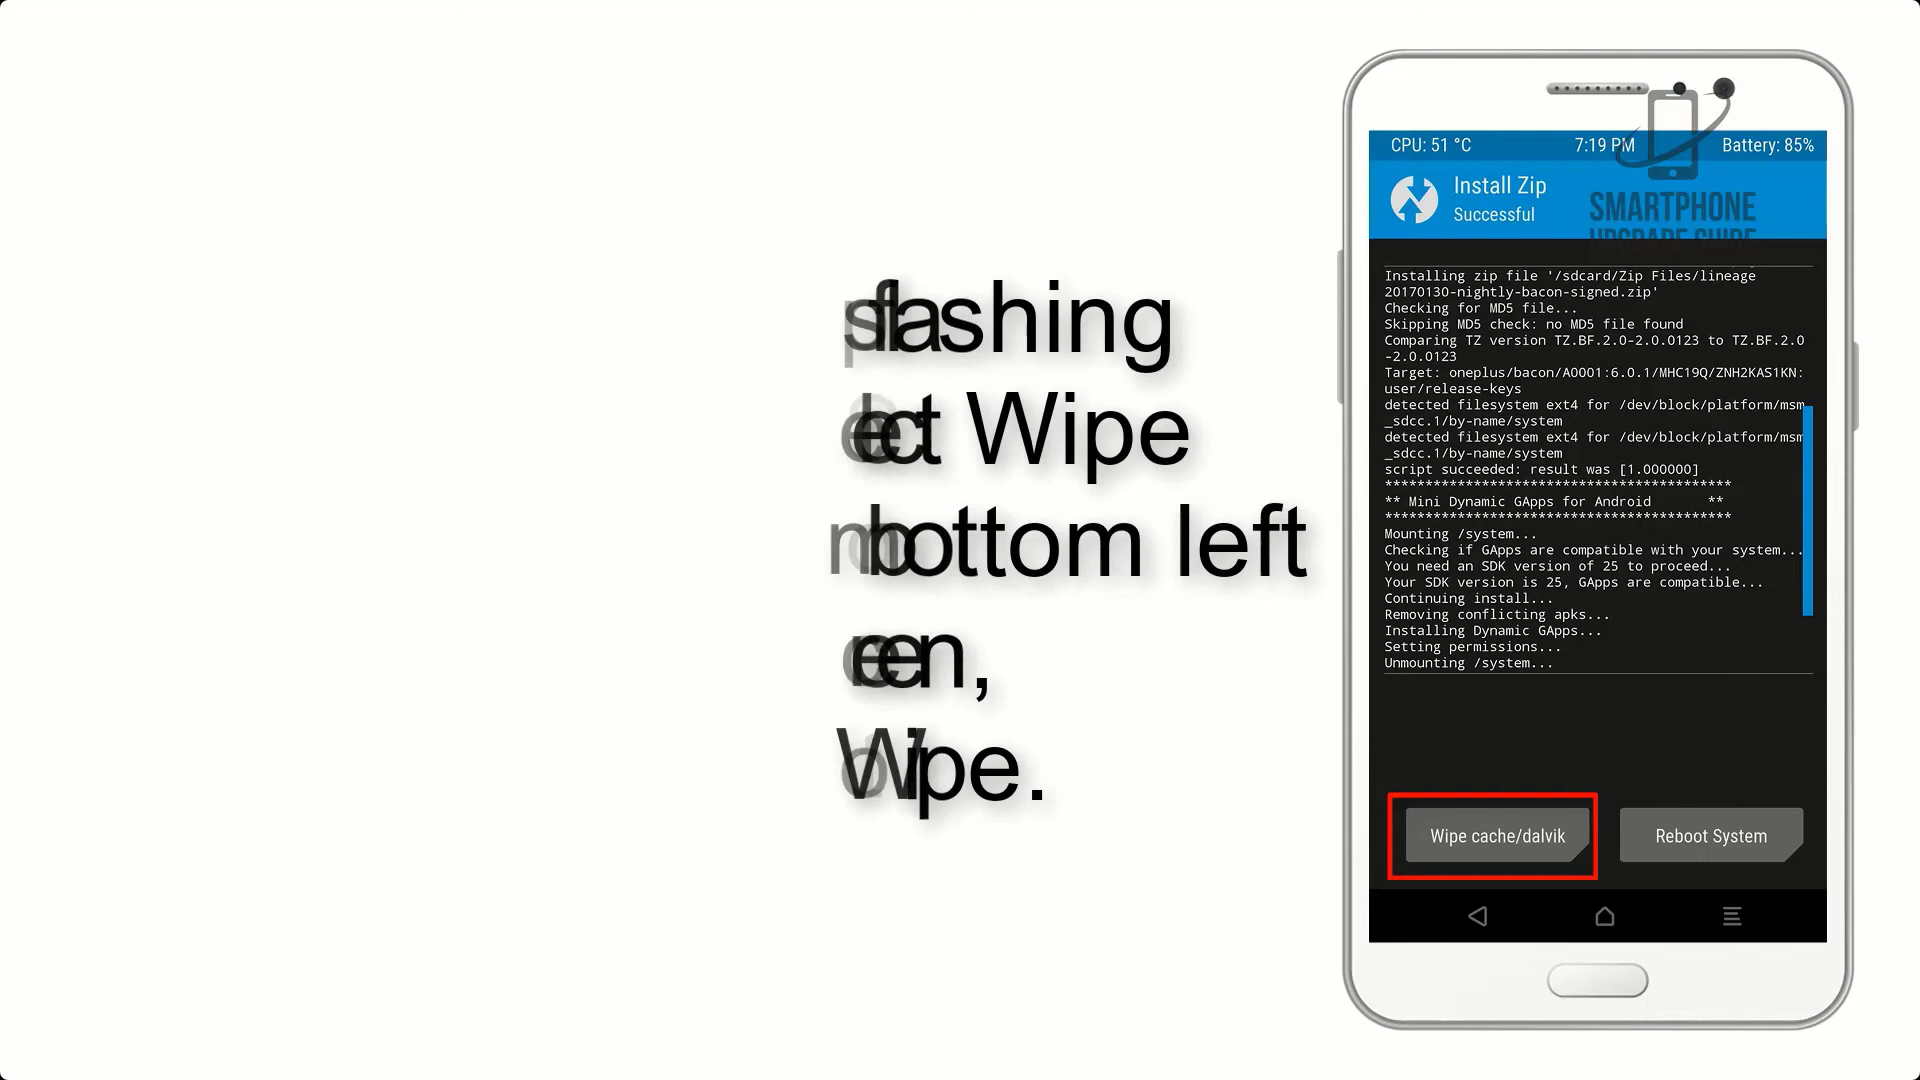 flashing
Wipe
bottom left
Wipe.
CPU: 51 °C 7:19 PM Battery: 85%
Install Zip
Successful
SMARTPHONE
UPGRADE GUIDE
Installing zip file '/sdcard/Zip Files/lineage
20170130-nightly-bacon-signed.zip'
Checking for MD5 file...
Skipping MD5 check: no MD5 file found
Comparing TZ version TZ.BF.2.0-2.0.0123 to TZ.BF.2.0
-2.0.0123
Target: oneplus/bacon/A0001:6.0.1/MHC19Q/ZNH2KAS1KN:
user/release-keys
detected filesystem ext4 for /dev/block/platform/msm
_sdcc.1/by-name/system
detected filesystem ext4 for /dev/block/platform/msm
_sdcc.1/by-name/system
script succeeded: result was [1.000000]
*******************************************
** Mini Dynamic GApps for Android **
*******************************************
Mounting /system...
Checking if GApps are compatible with your system...
You need an SDK version of 25 to proceed...
Your SDK version is 25, GApps are compatible...
Continuing install...
Removing conflicting apks...
Installing Dynamic GApps...
Setting permissions...
Unmounting /system...
Wipe cache/dalvik Reboot System